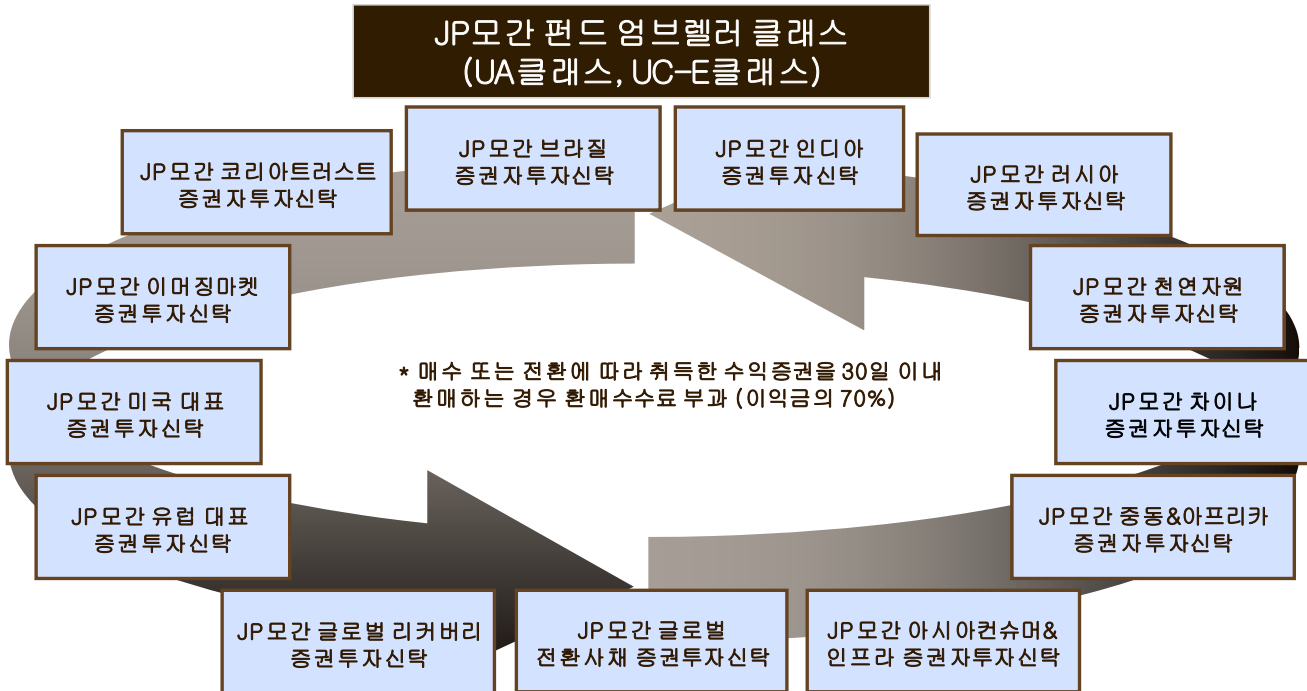 JP모간 펀드 엄브렐러 클래스
(UA클래스, UC-E클래스)
JP모간 브라질
증권자투자신탁
JP모간 인디아
증권투자신탁
JP모간 코리아트러스트
증권자투자신탁
JP모간 러시아
증권자투자신탁
JP모간 이머징마켓
증권투자신탁
JP모간 천연자원
증권자투자신탁
* 매수 또는 전환에 따라 취득한 수익증권을 30일 이내
환매하는 경우 환매수수료 부과 (이익금의 70%)
JP모간 미국 대표
증권투자신탁
JP모간 차이나
증권자투자신탁
JP모간 유럽 대표
증권투자신탁
JP모간 중동&아프리카
증권자투자신탁
JP모간 글로벌 리커버리
증권투자신탁
JP모간 글로벌
전환사채 증권투자신탁
JP모간 아시아컨슈머&
인프라 증권자투자신탁